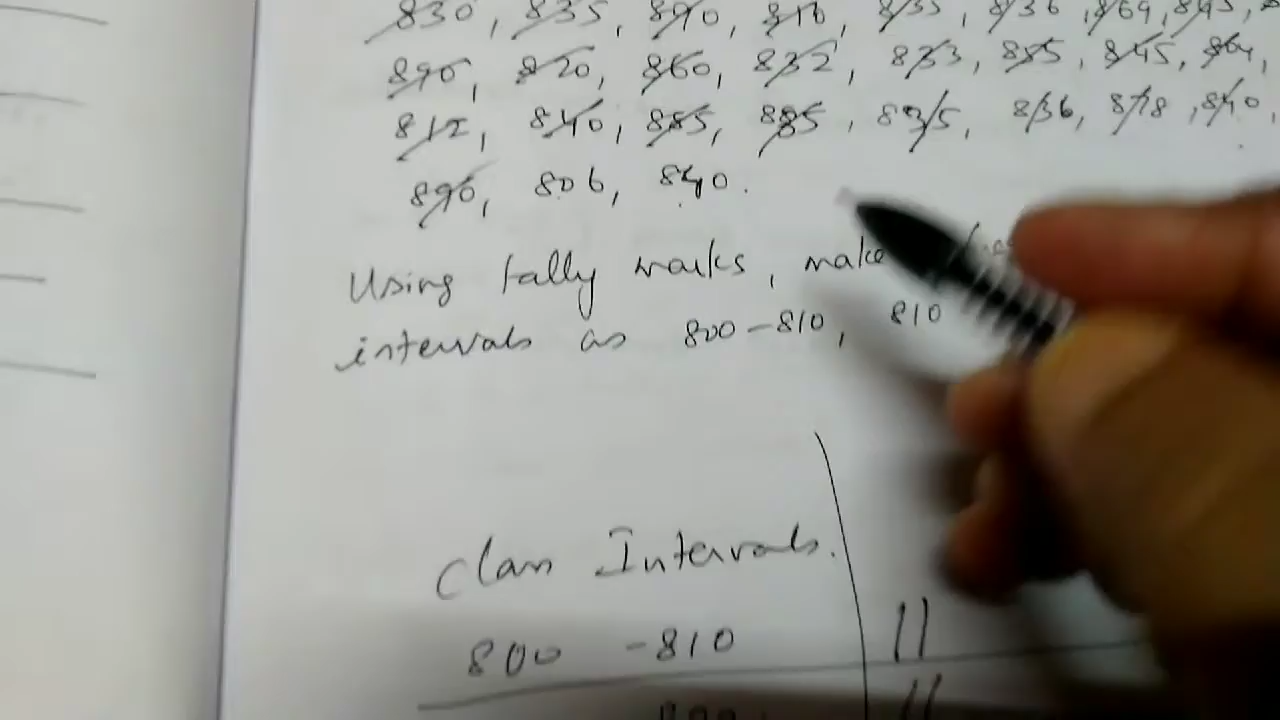 830, 835, 890, 810, 835, 836, 869, 845,
890, 820, 860, 832, 833, 855, 845, 804,
812, 840, 885, 835, 835, 836, 878, 840,
890, 806, 840.
Using tally marks, make
intervals as 800-810, 810
Class Intervals.
800 -810 ||
||